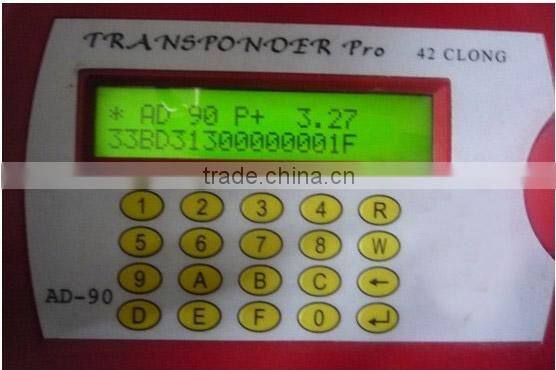 TRANSPONDER Pro 42 CLONG
* AD 90 P+ 3.27
33BD31300000001F
trade.china.cn
1 2 3 4 R
5 6 7 8 W
9 A B C ←
AD-90
D E F 0 ↵